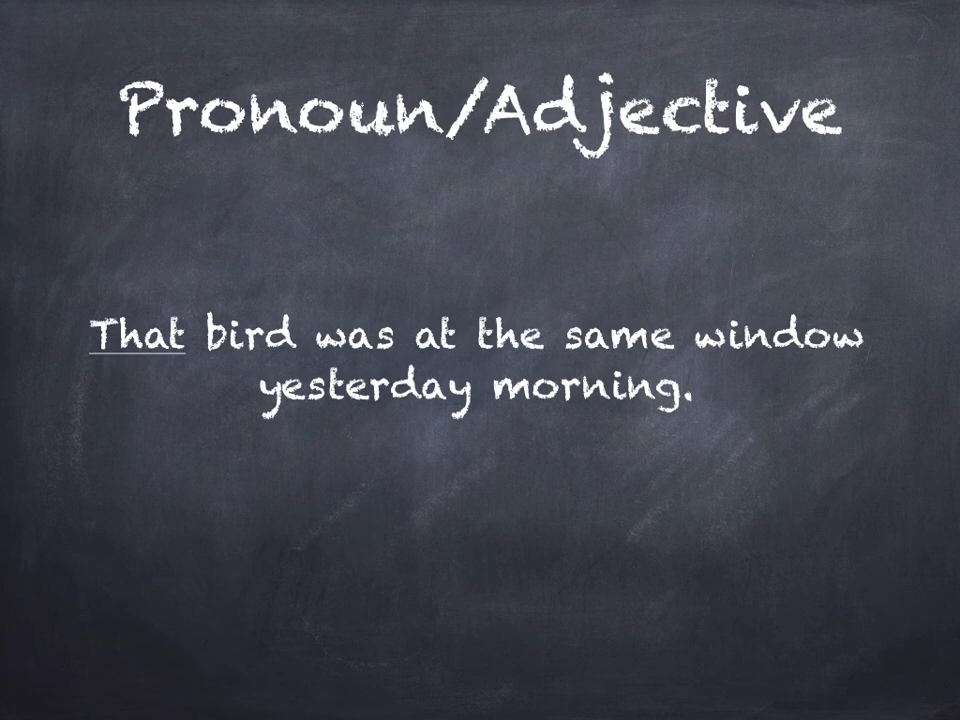 Pronoun/Adjective
That bird was at the same window
yesterday morning.